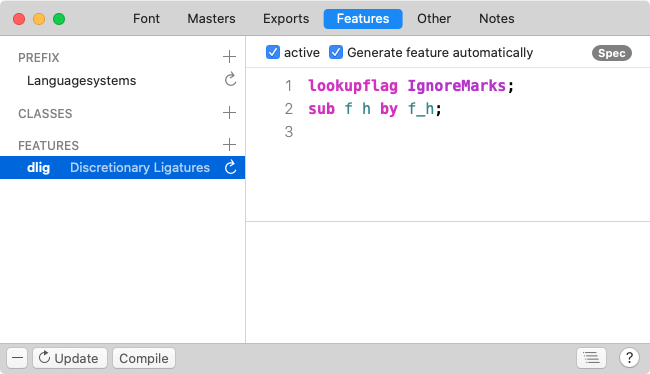 Font Masters Exports Features Other Notes
PREFIX
Languagesystems
CLASSES
FEATURES
dlig Discretionary Ligatures
active Generate feature automatically Spec
1 lookupflag IgnoreMarks;
2 sub f h by f_h;
3
Update Compile ?